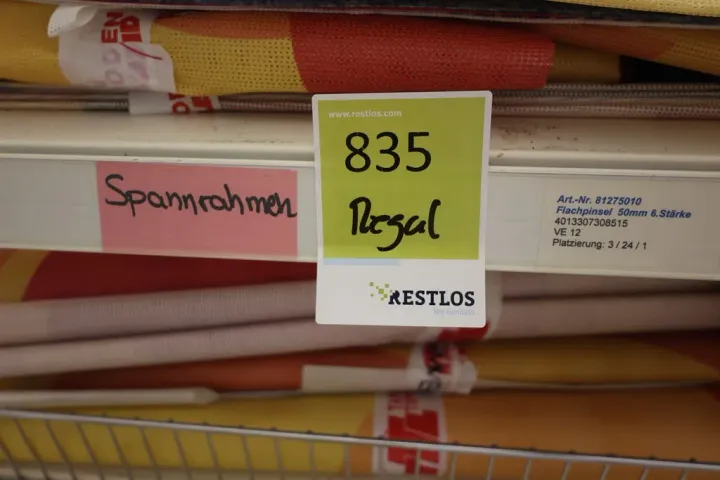 www.restlos.com
835
Spannrahmen
Regal
Art.-Nr. 81275010
Flachpinsel 50mm 6.Stärke
4013307308515
VE 12
Platzierung: 3 / 24 / 1
RESTLOS